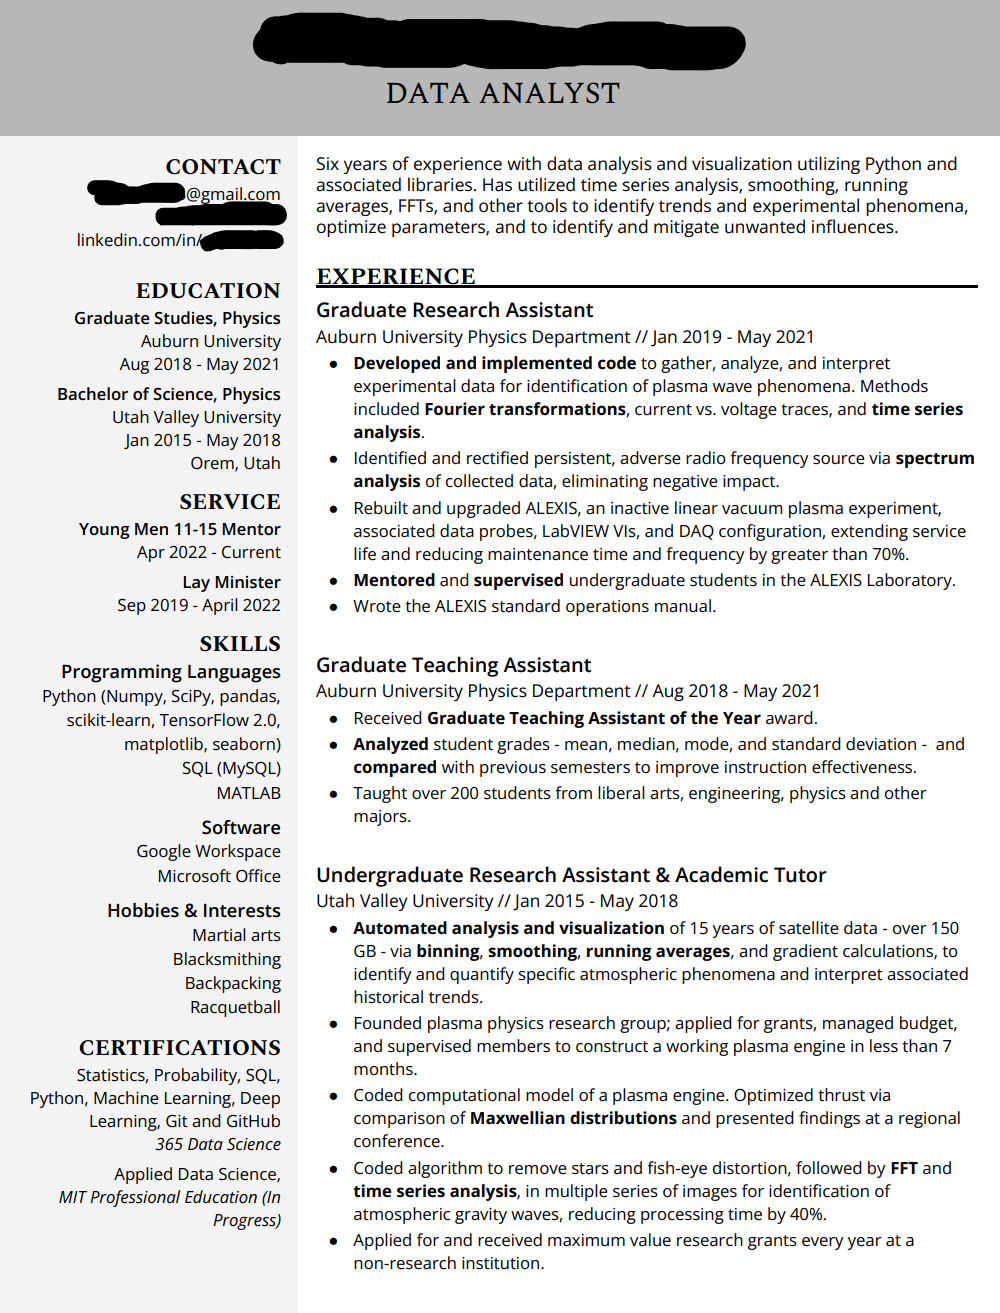 DATA ANALYST
CONTACT
@gmail.com
linkedin.com/in/
EDUCATION
Graduate Studies, Physics
Auburn University
Aug 2018 - May 2021
Bachelor of Science, Physics
Utah Valley University
Jan 2015 - May 2018
Orem, Utah
SERVICE
Young Men 11-15 Mentor
Apr 2022 - Current
Lay Minister
Sep 2019 - April 2022
SKILLS
Programming Languages
Python (Numpy, SciPy, pandas,
scikit-learn, TensorFlow 2.0,
matplotlib, seaborn)
SQL (MySQL)
MATLAB
Software
Google Workspace
Microsoft Office
Hobbies & Interests
Martial arts
Blacksmithing
Backpacking
Racquetball
CERTIFICATIONS
Statistics, Probability, SQL,
Python, Machine Learning, Deep
Learning, Git and GitHub
365 Data Science
Applied Data Science,
MIT Professional Education (In
Progress)
Six years of experience with data analysis and visualization utilizing Python and
associated libraries. Has utilized time series analysis, smoothing, running
averages, FFTs, and other tools to identify trends and experimental phenomena,
optimize parameters, and to identify and mitigate unwanted influences.
EXPERIENCE
Graduate Research Assistant
Auburn University Physics Department // Jan 2019 - May 2021
● Developed and implemented code to gather, analyze, and interpret
experimental data for identification of plasma wave phenomena. Methods
included Fourier transformations, current vs. voltage traces, and time series
analysis.
● Identified and rectified persistent, adverse radio frequency source via spectrum
analysis of collected data, eliminating negative impact.
● Rebuilt and upgraded ALEXIS, an inactive linear vacuum plasma experiment,
associated data probes, LabVIEW VIs, and DAQ configuration, extending service
life and reducing maintenance time and frequency by greater than 70%.
● Mentored and supervised undergraduate students in the ALEXIS Laboratory.
● Wrote the ALEXIS standard operations manual.
Graduate Teaching Assistant
Auburn University Physics Department // Aug 2018 - May 2021
● Received Graduate Teaching Assistant of the Year award.
● Analyzed student grades - mean, median, mode, and standard deviation - and
compared with previous semesters to improve instruction effectiveness.
● Taught over 200 students from liberal arts, engineering, physics and other
majors.
Undergraduate Research Assistant & Academic Tutor
Utah Valley University // Jan 2015 - May 2018
● Automated analysis and visualization of 15 years of satellite data - over 150
GB - via binning, smoothing, running averages, and gradient calculations, to
identify and quantify specific atmospheric phenomena and interpret associated
historical trends.
● Founded plasma physics research group; applied for grants, managed budget,
and supervised members to construct a working plasma engine in less than 7
months.
● Coded computational model of a plasma engine. Optimized thrust via
comparison of Maxwellian distributions and presented findings at a regional
conference.
● Coded algorithm to remove stars and fish-eye distortion, followed by FFT and
time series analysis, in multiple series of images for identification of
atmospheric gravity waves, reducing processing time by 40%.
● Applied for and received maximum value research grants every year at a
non-research institution.